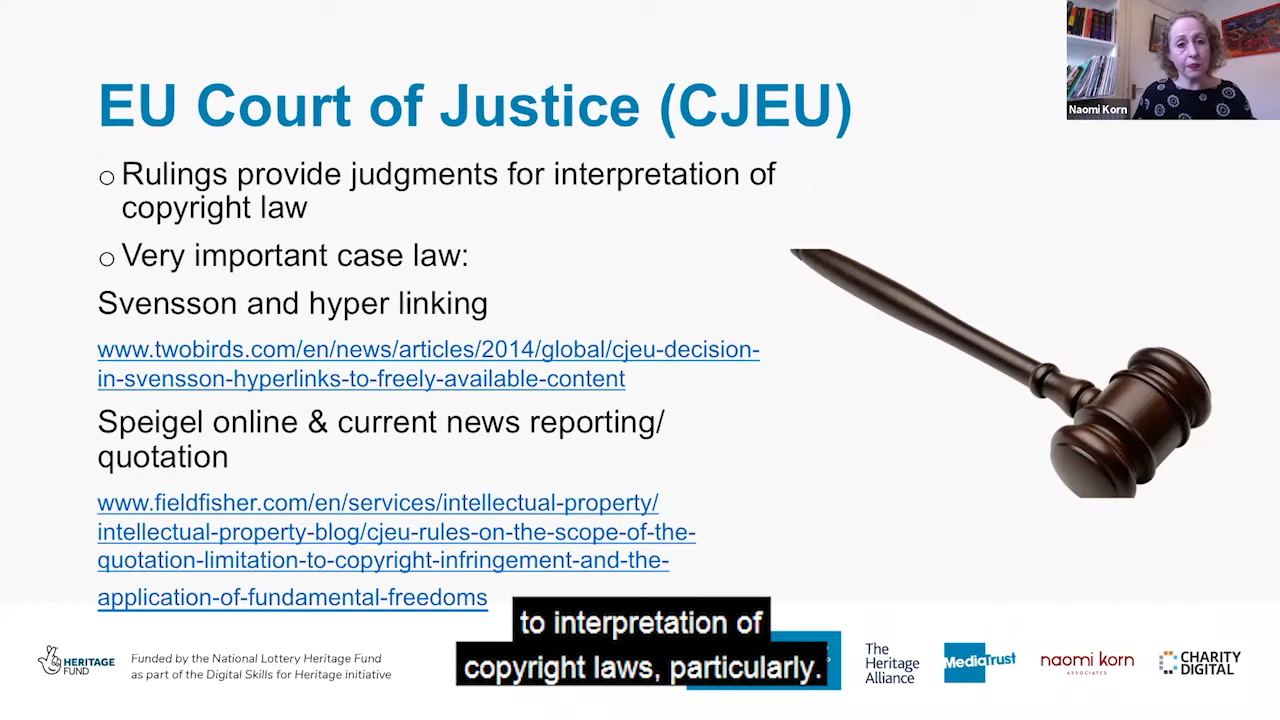 EU Court of Justice (CJEU)
Naomi Korn
o Rulings provide judgments for interpretation of
copyright law
o Very important case law:
Svensson and hyper linking
www.twobirds.com/en/news/articles/2014/global/cjeu-decision-
in-svensson-hyperlinks-to-freely-available-content
Speigel online & current news reporting/
quotation
www.fieldfisher.com/en/services/intellectual-property/
intellectual-property-blog/cjeu-rules-on-the-scope-of-the-
quotation-limitation-to-copyright-infringement-and-the-
application-of-fundamental-freedoms
to interpretation of
copyright laws, particularly.
HERITAGE
FUND
Funded by the National Lottery Heritage Fund
as part of the Digital Skills for Heritage initiative
The
Heritage
Alliance
MediaTrust
naomi korn
ASSOCIATES
CHARITY
DIGITAL